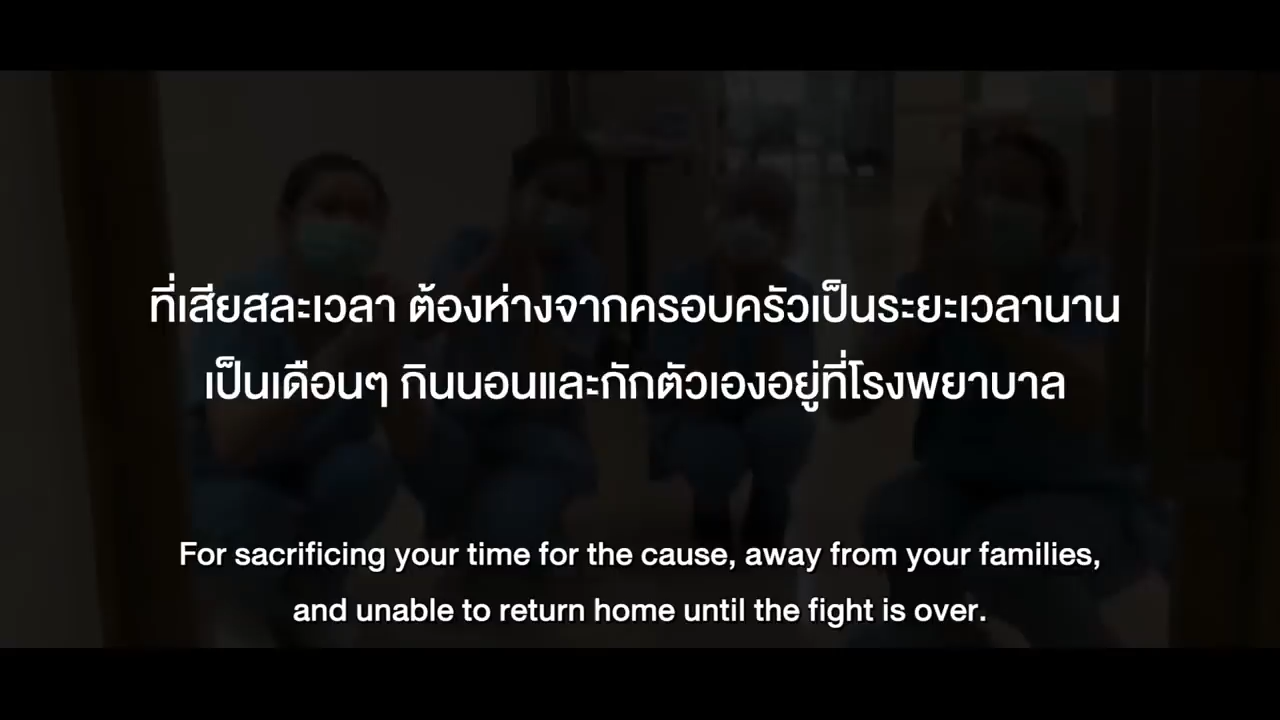 ที่เสียสละเวลา ต้องห่างจากครอบครัวเป็นระยะเวลานาน
เป็นเดือนๆ กินนอนและกักตัวเองอยู่ที่โรงพยาบาล
For sacrificing your time for the cause, away from your families,
and unable to return home until the fight is over.